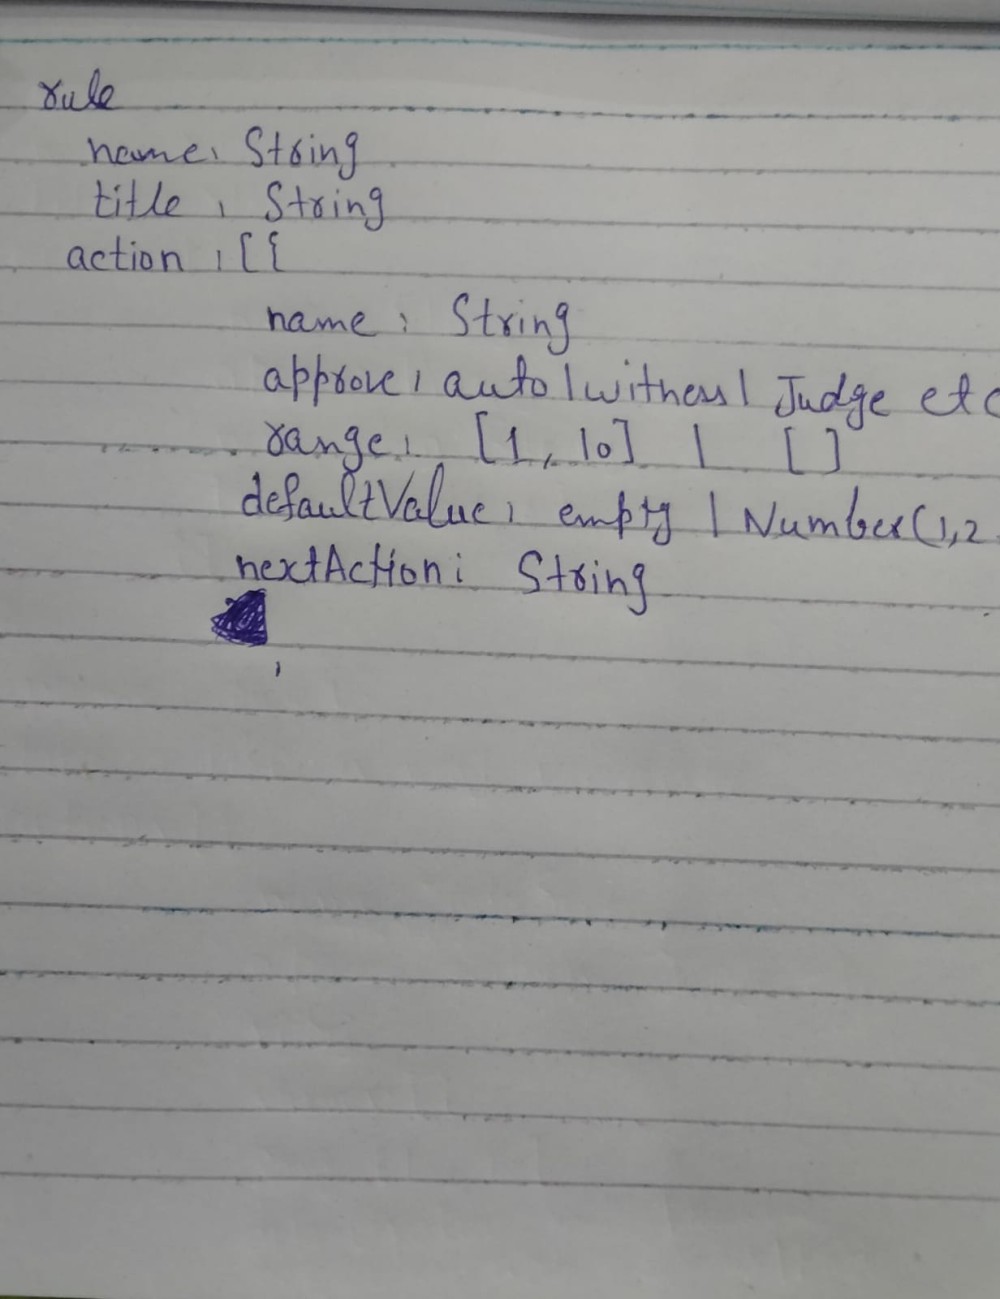 rule
name: String
title : String
action : [{
name : String
approve : auto | witness | Judge etc
range : [1, 10] | []
defaultValue : empty | Number(1,2
nextAction : String